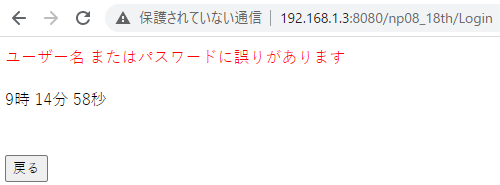 保護されていない通信 | 192.168.1.3:8080/np08_18th/Login
ユーザー名 またはパスワードに誤りがあります
9時 14分 58秒
戻る